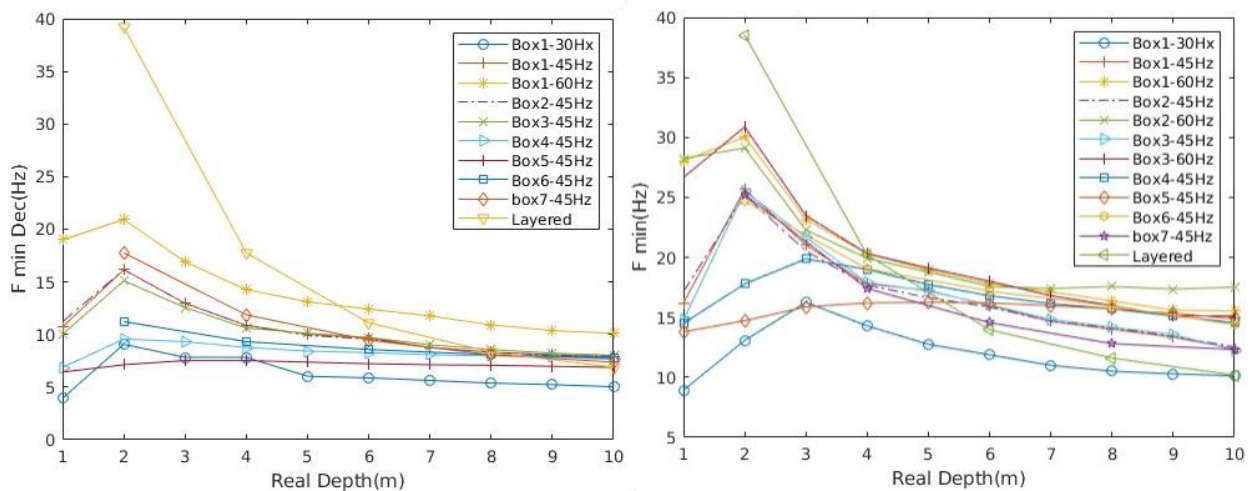 40
35
30
25
20
15
10
5
0
F min Dec(Hz)
1 2 3 4 5 6 7 8 9 10
Real Depth(m)
Box1-30Hx
Box1-45Hz
Box1-60Hz
Box2-45Hz
Box3-45Hz
Box4-45Hz
Box5-45Hz
Box6-45Hz
box7-45Hz
Layered
40
35
30
25
20
15
10
5
F min(Hz)
1 2 3 4 5 6 7 8 9 10
Real Depth(m)
Box1-30Hx
Box1-45Hz
Box1-60Hz
Box2-45Hz
Box2-60Hz
Box3-45Hz
Box3-60Hz
Box4-45Hz
Box5-45Hz
Box6-45Hz
box7-45Hz
Layered